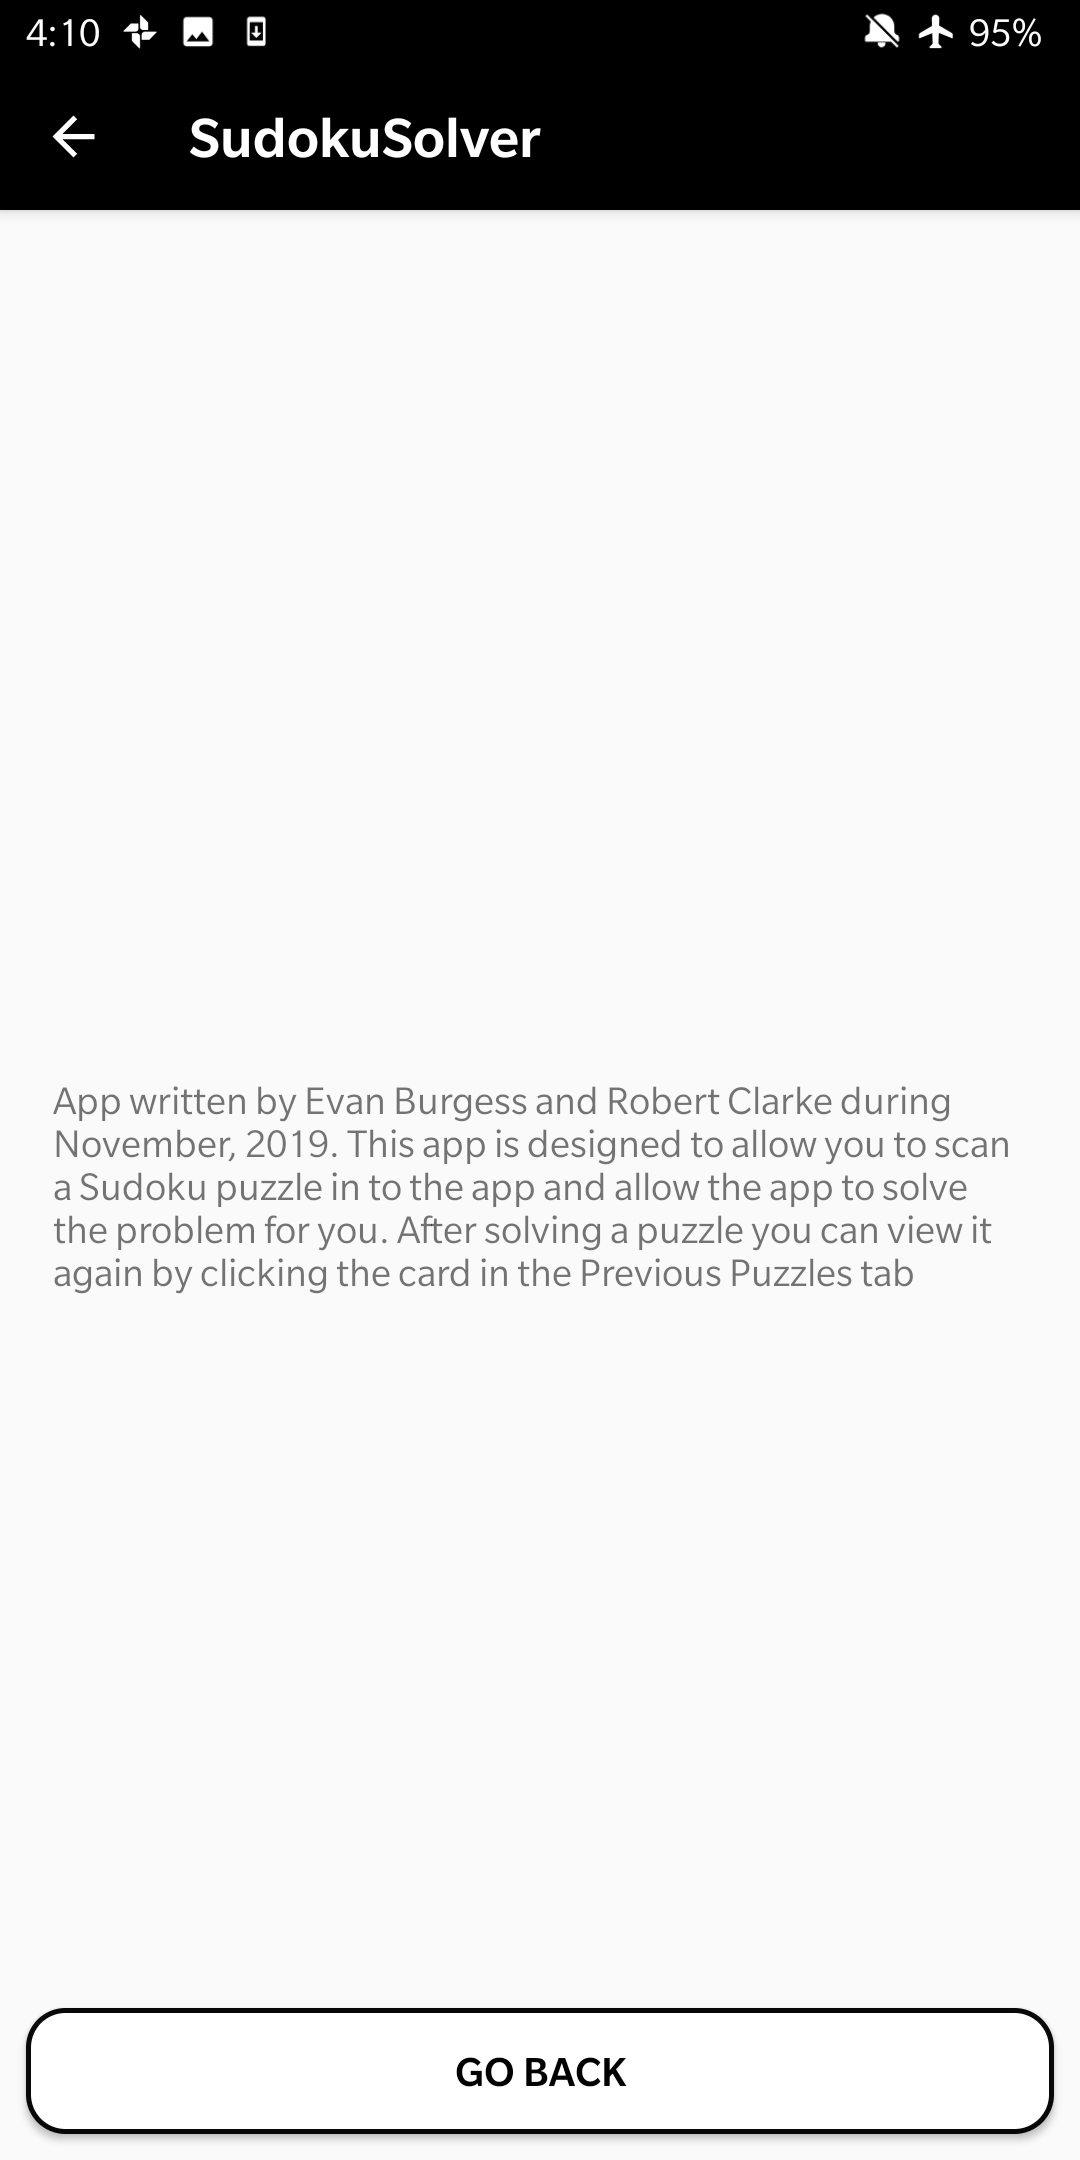 4:10 95%
SudokuSolver
App written by Evan Burgess and Robert Clarke during
November, 2019. This app is designed to allow you to scan
a Sudoku puzzle in to the app and allow the app to solve
the problem for you. After solving a puzzle you can view it
again by clicking the card in the Previous Puzzles tab
GO BACK